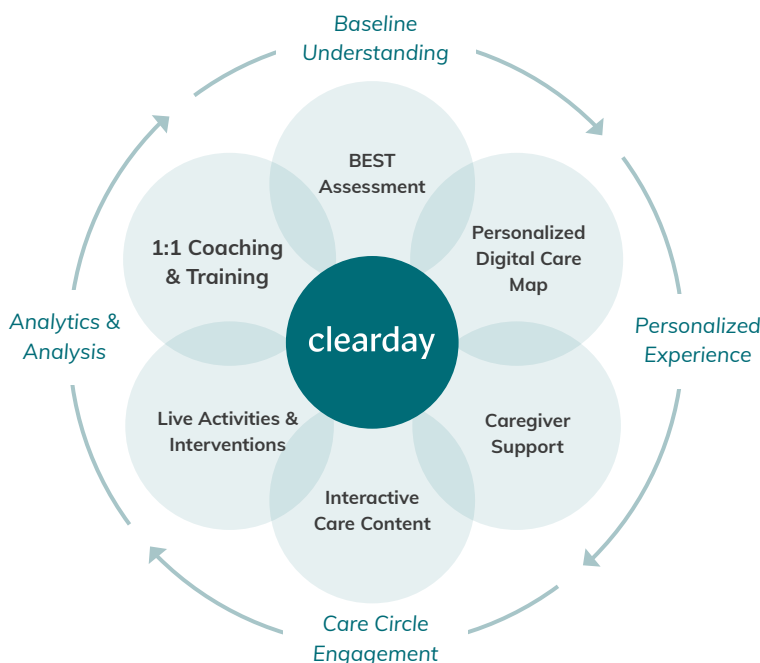 Baseline
Understanding
BEST
Assessment
Personalized
Digital Care
Map
1:1 Coaching
& Training
clearday
Analytics &
Analysis
Personalized
Experience
Live Activities &
Interventions
Caregiver
Support
Interactive
Care Content
Care Circle
Engagement